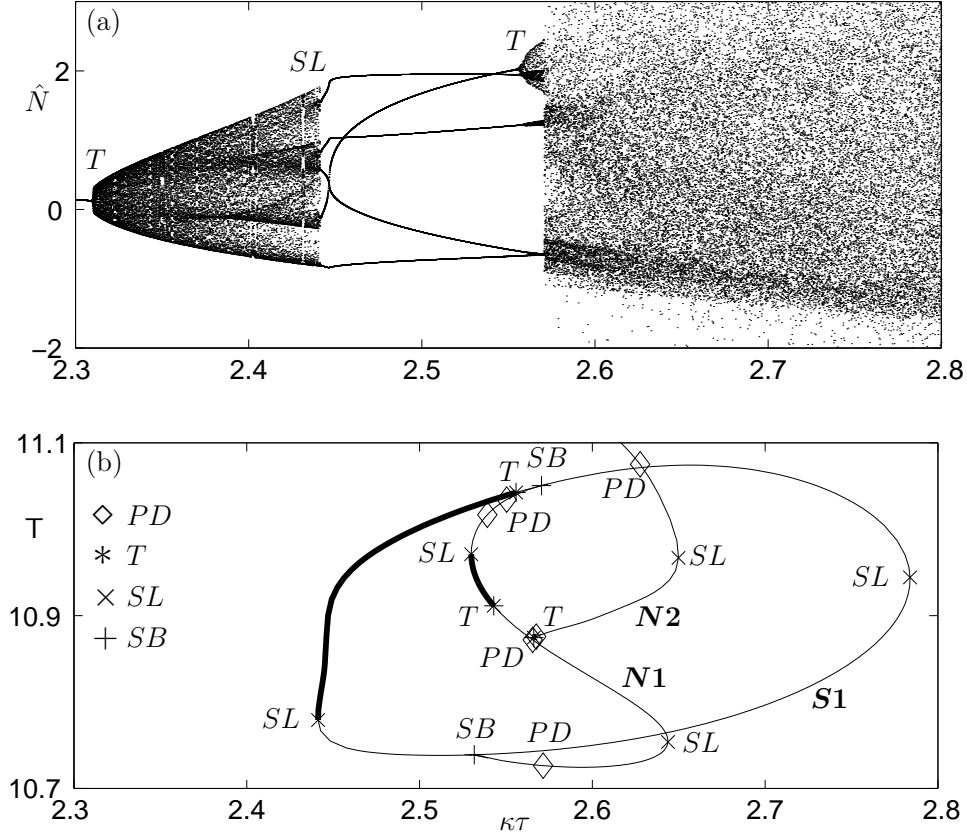 (a)
2
N̂
0
−2
T
SL
T
2.3 2.4 2.5 2.6 2.7 2.8
(b)
11.1
T
10.9
10.7
◇ PD
* T
× SL
+ SB
T SB
PD PD
SL SL SL
T T
PD N2
N1
S1
SL SB PD SL
2.3 2.4 2.5 2.6 2.7 2.8
κτ